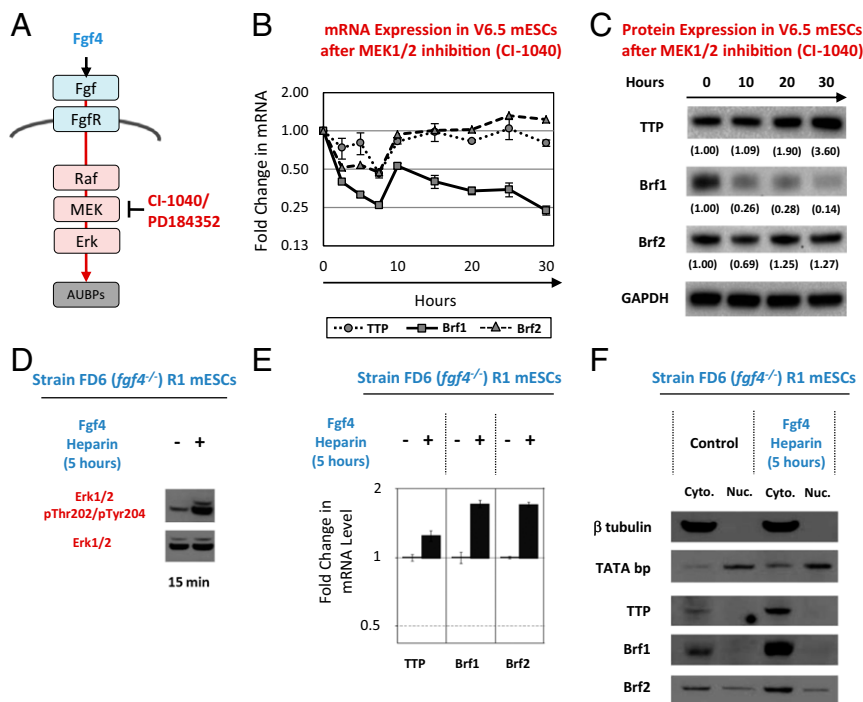 A
Fgf4
Fgf
FgfR
Raf
MEK
CI-1040/
PD184352
Erk
AUBPs
B
mRNA Expression in V6.5 mESCs
after MEK1/2 inhibition (CI-1040)
Fold Change in mRNA
2.00
1.00
0.50
0.25
0.13
0 10 20 30
Hours
TTP Brf1 Brf2
C
Protein Expression in V6.5 mESCs
after MEK1/2 inhibition (CI-1040)
Hours 0 10 20 30
TTP
(1.00) (1.09) (1.90) (3.60)
Brf1
(1.00) (0.26) (0.28) (0.14)
Brf2
(1.00) (0.69) (1.25) (1.27)
GAPDH
D
Strain FD6 (fgf4-/-) R1 mESCs
Fgf4
Heparin
(5 hours)
- +
Erk1/2
pThr202/pTyr204
Erk1/2
15 min
E
Strain FD6 (fgf4-/-) R1 mESCs
Fgf4
Heparin
(5 hours)
- + - + - +
Fold Change in
mRNA Level
2
1
0.5
TTP Brf1 Brf2
F
Strain FD6 (fgf4-/-) R1 mESCs
Control
Fgf4
Heparin
(5 hours)
Cyto. Nuc. Cyto. Nuc.
β tubulin
TATA bp
TTP
Brf1
Brf2